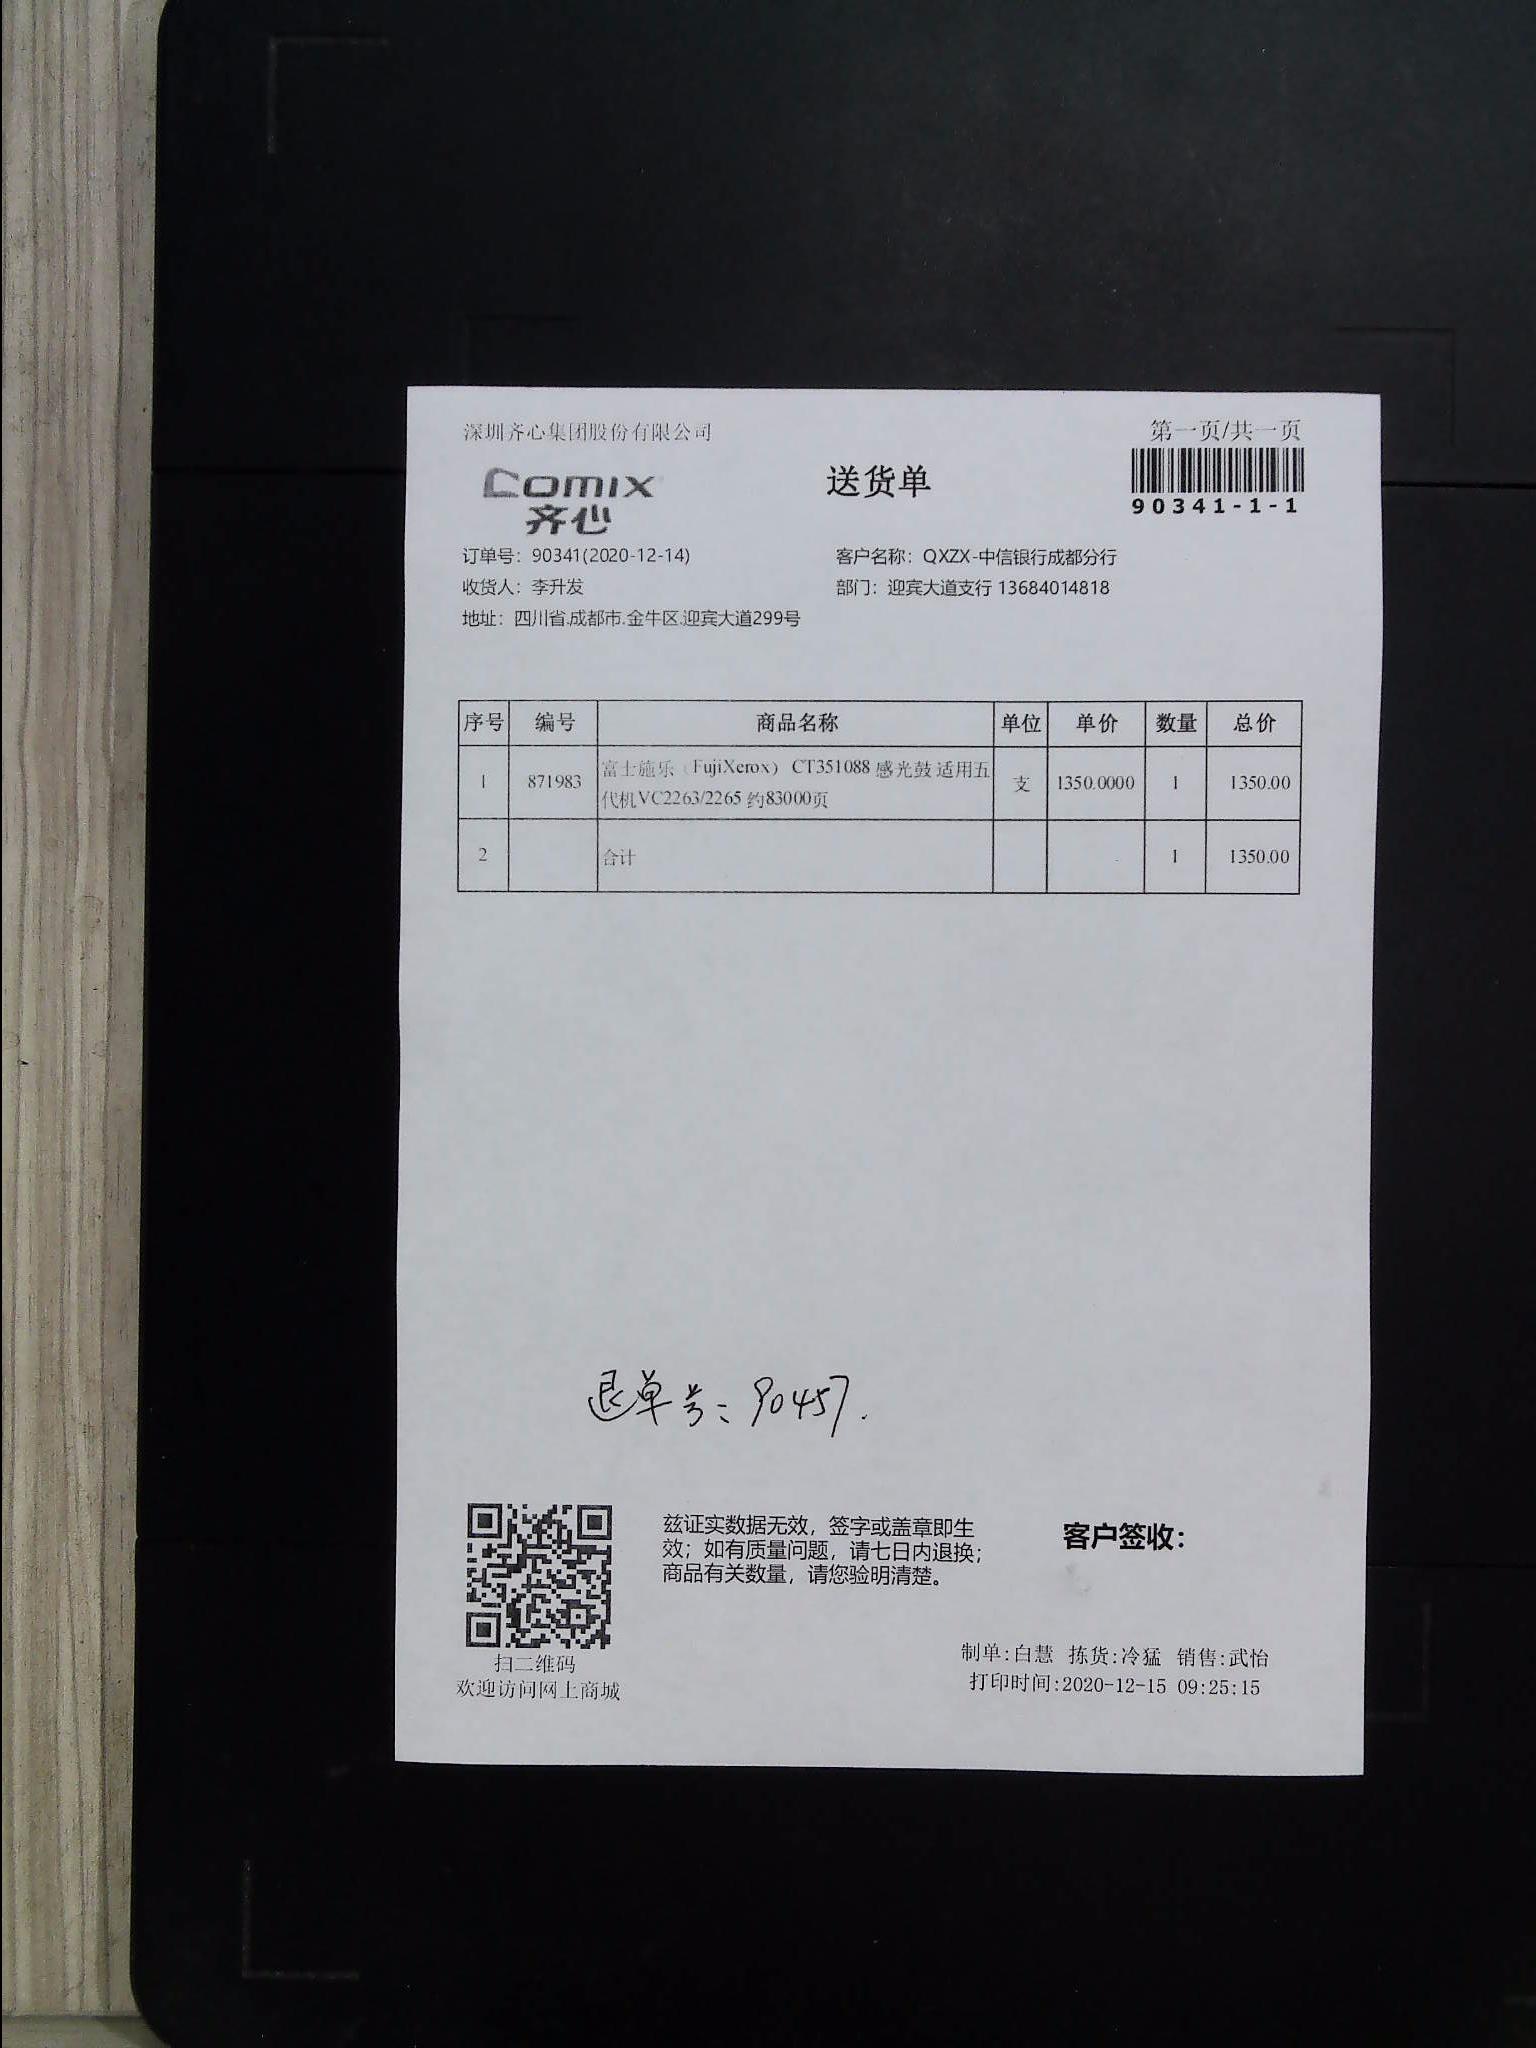 深圳齐心集团股份有限公司
第一页/共一页
comix
齐心
送货单
90341-1-1
订单号：90341(2020-12-14)
客户名称：QXZX-中信银行成都分行
收货人：李升发
部门：迎宾大道支行 13684014818
地址：四川省.成都市.金牛区.迎宾大道299号
序号 编号 商品名称 单位 单价 数量 总价
1 871983 富士施乐（FujiXerox） CT351088 感光鼓 适用五 支 1350.0000 1 1350.00
代机VC2263/2265 约83000页
2 合计 1 1350.00
退单号：90457.
兹证实数据无效，签字或盖章即生
效；如有质量问题，请七日内退换；
商品有关数量，请您验明清楚。
客户签收：
扫二维码
欢迎访问网上商城
制单:白慧 拣货:冷猛 销售:武怡
打印时间:2020-12-15 09:25:15